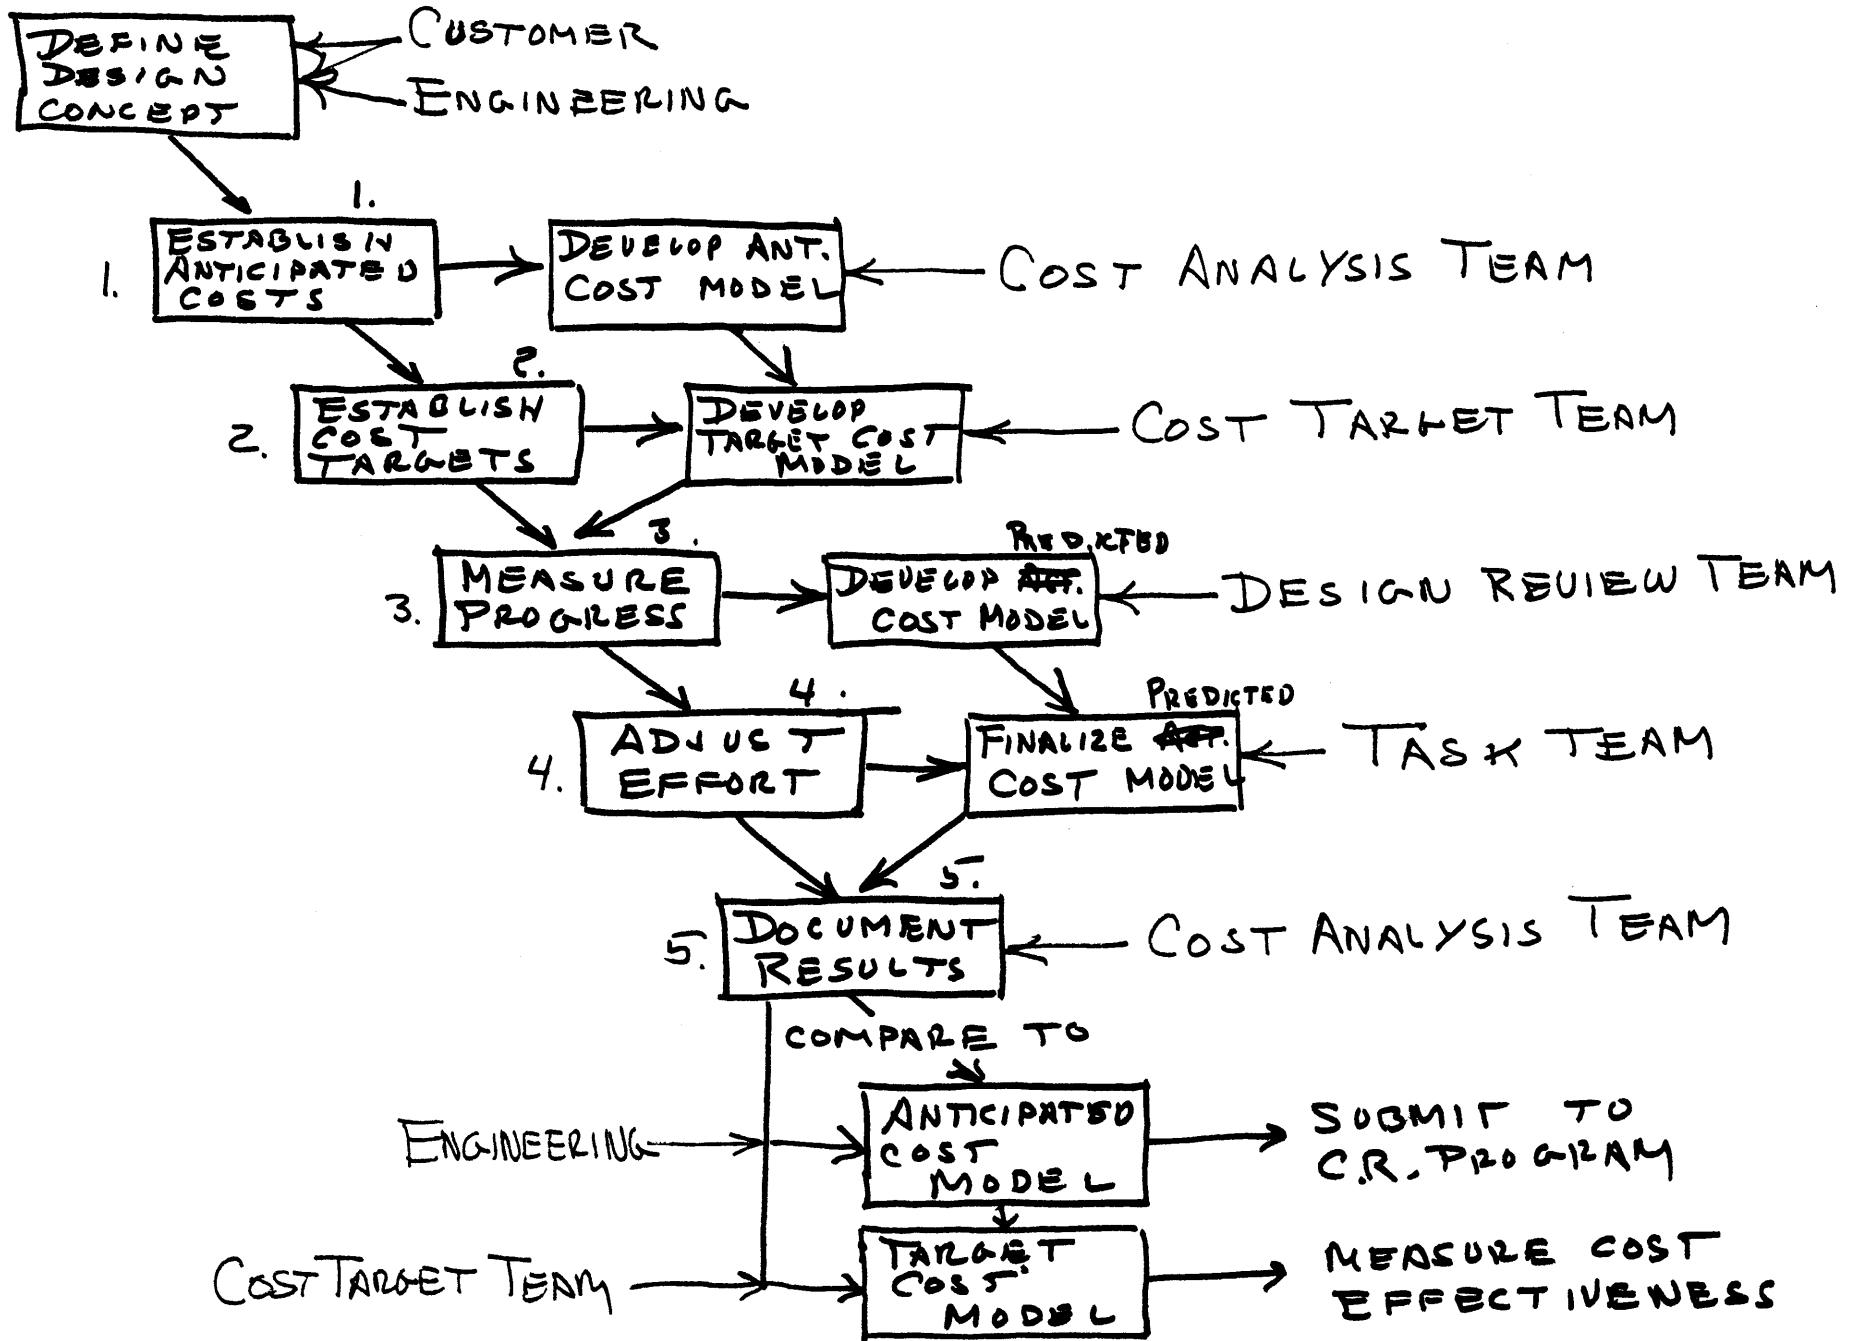 DEFINE
DESIGN
CONCEPT
CUSTOMER
ENGINEERING
1.
1.
ESTABLISH
ANTICIPATED
COSTS
DEVELOP ANT.
COST MODEL
COST ANALYSIS TEAM
2.
2.
ESTABLISH
COST
TARGETS
DEVELOP
TARGET COST
MODEL
COST TARGET TEAM
3.
3.
MEASURE
PROGRESS
PREDICTED
DEVELOP ACT.
COST MODEL
DESIGN REVIEW TEAM
4.
4.
ADJUST
EFFORT
PREDICTED
FINALIZE ACT.
COST MODEL
TASK TEAM
5.
5.
DOCUMENT
RESULTS
COST ANALYSIS TEAM
COMPARE TO
ENGINEERING
ANTICIPATED
COST
MODEL
SUBMIT TO
C.R. PROGRAM
COST TARGET TEAM
TARGET
COST
MODEL
MEASURE COST
EFFECTIVENESS